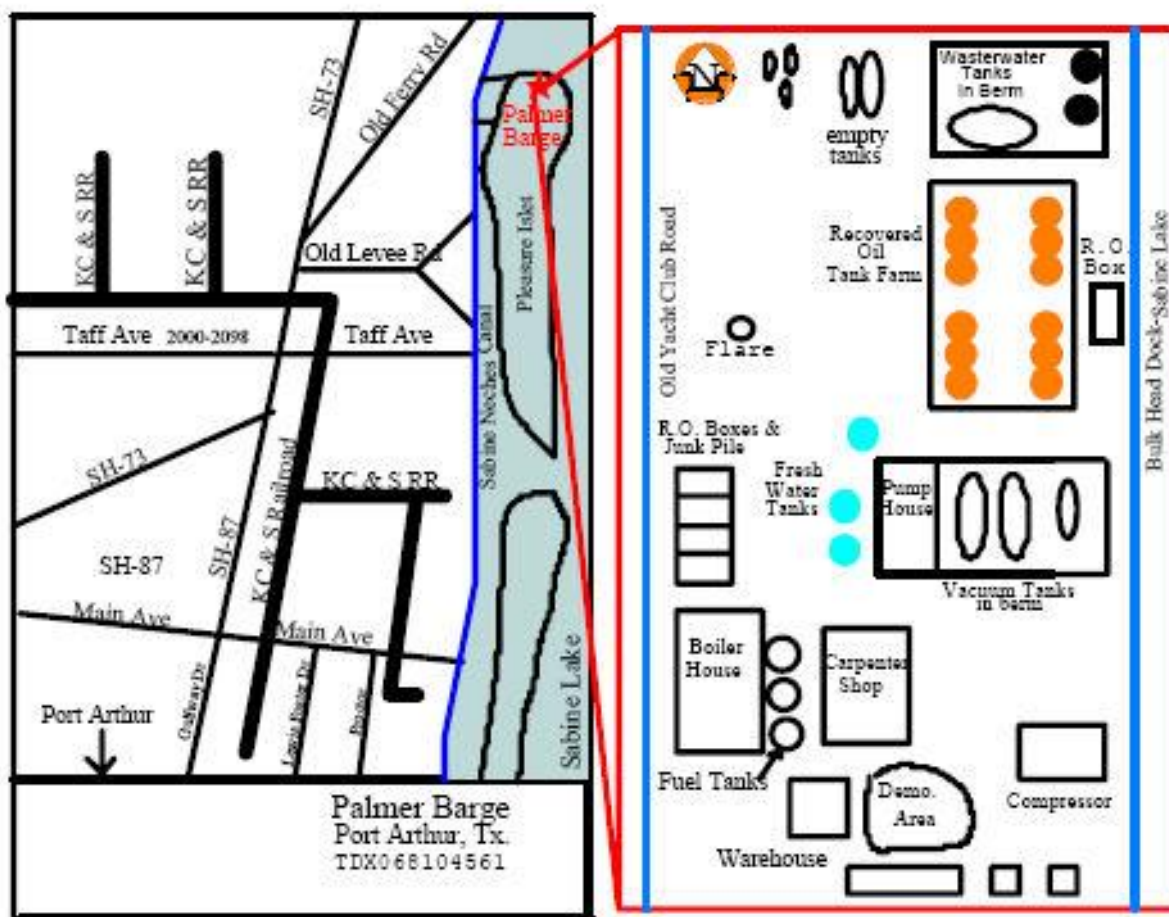 SH-73
Old Ferry Rd
KC & S RR
KC & S RR
Old Levee Rd
Taff Ave 2000-2098
Taff Ave
SH-73
KC & S RR
SH-87
SH-87
KC & S Railroad
Main Ave
Main Ave
Port Arthur
Gulfway Dr
Proctor
Sabine Neches Canal
Pleasure Islet
Sabine Lake
Palmer
Barge
Palmer Barge
Port Arthur, Tx.
TDX068104561
N
empty
tanks
Wasterwater
Tanks
In Berm
Old Yacht Club Road
Recovered
Oil
Tank Farm
R.O.
Box
Bulk Head Dock-Sabine Lake
Flare
R.O. Boxes &
Junk Pile
Fresh
Water
Tanks
Pump
House
Vacuum Tanks
in berm
Boiler
House
Carpenter
Shop
Fuel Tanks
Demo.
Area
Compressor
Warehouse